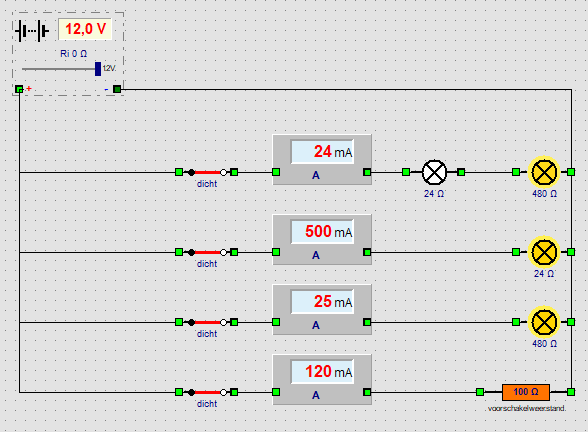 12,0 V
Ri 0 Ω
12V
+ -
24 mA
A
dicht
24 Ω
480 Ω
500 mA
A
dicht
24 Ω
25 mA
A
dicht
480 Ω
120 mA
A
dicht
100 Ω
voorschakelweerstand.